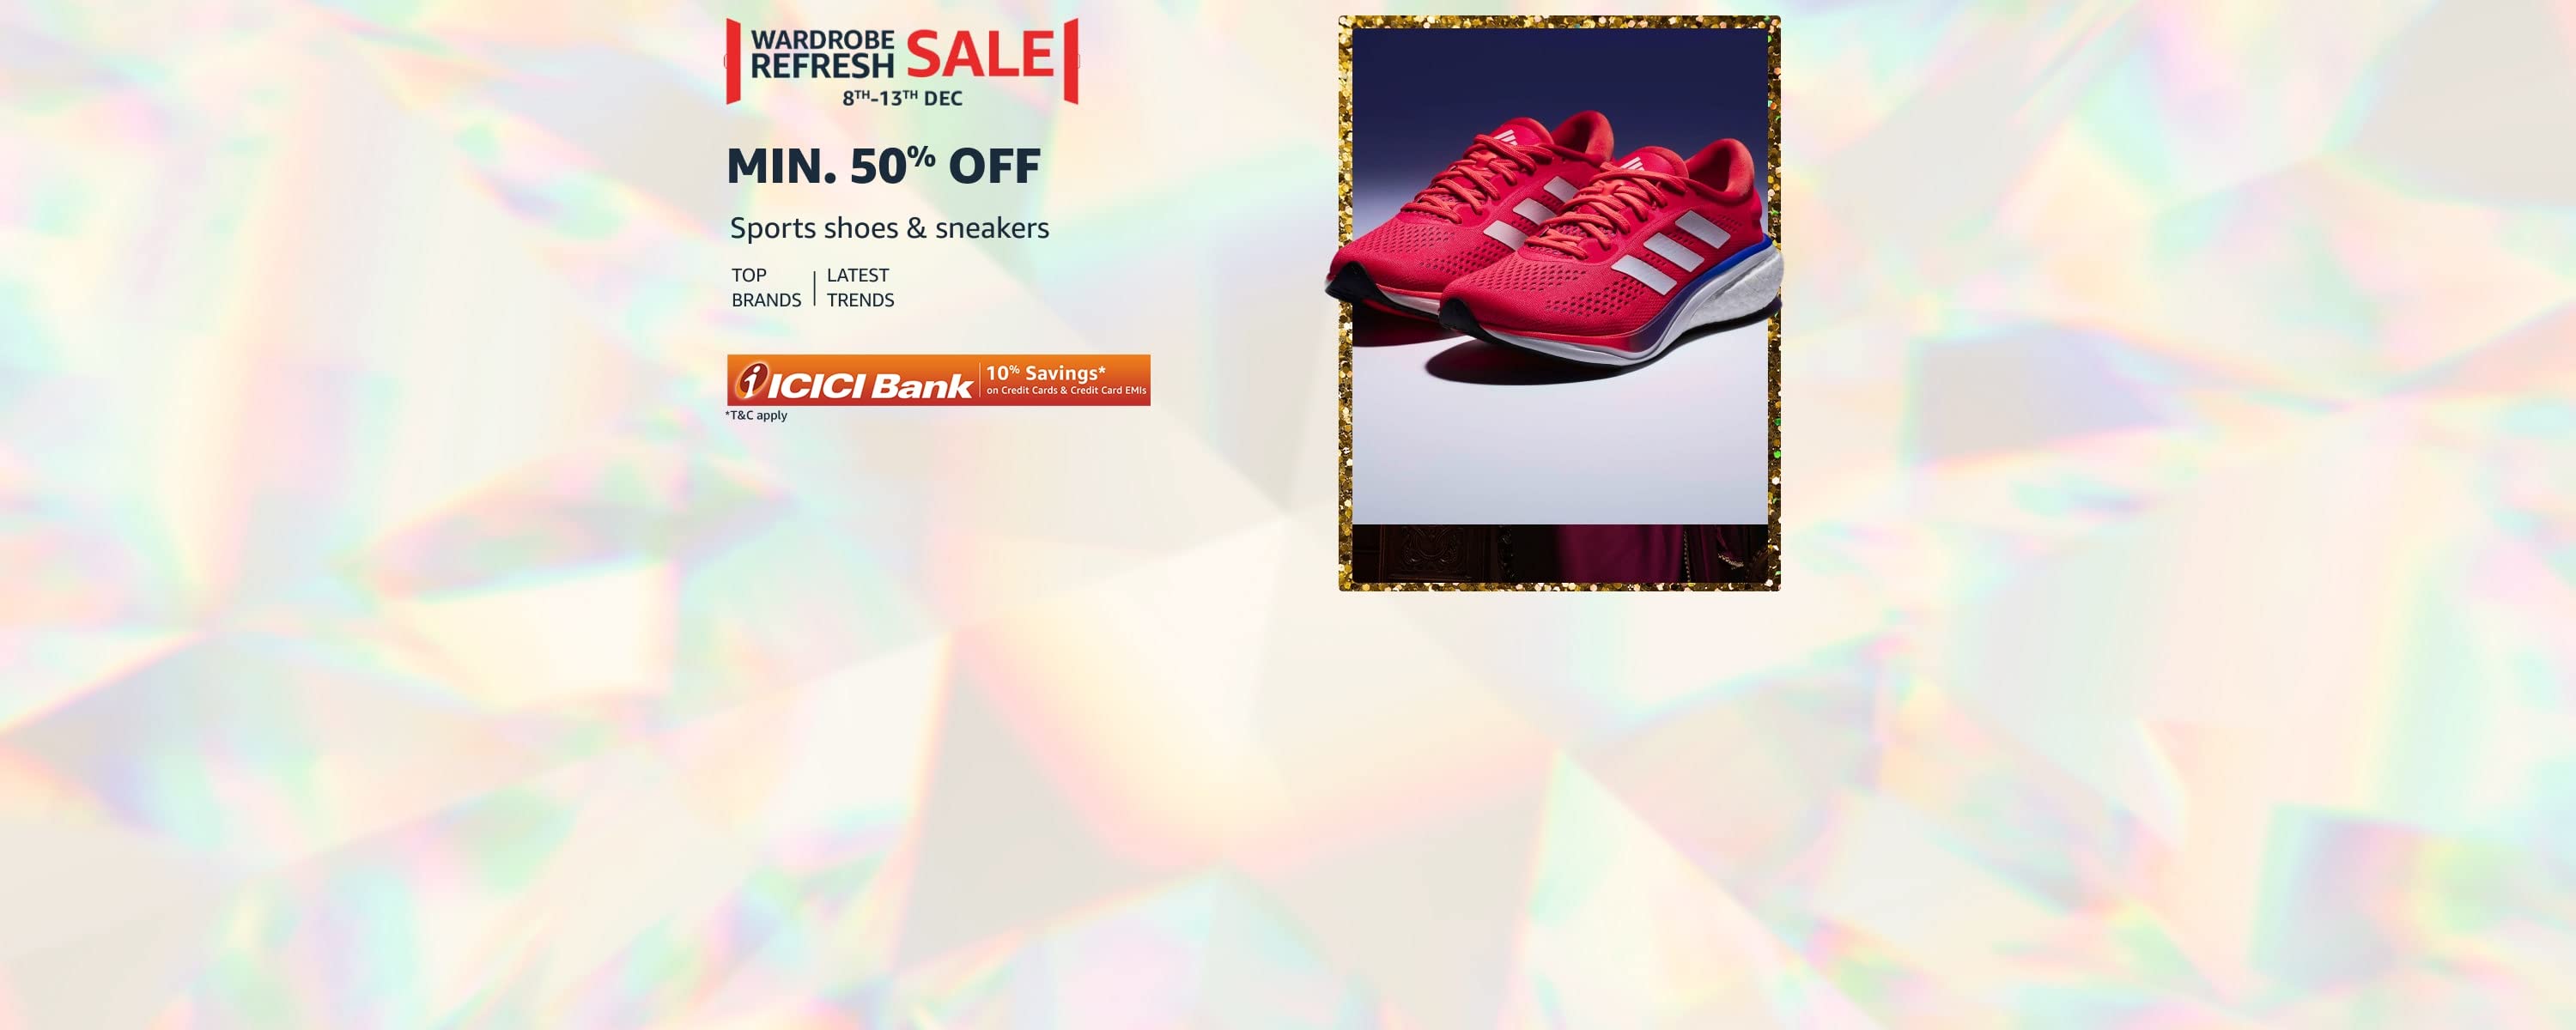 WARDROBE
REFRESH SALE
8TH-13TH DEC
MIN. 50% OFF
Sports shoes & sneakers
TOP
BRANDS
LATEST
TRENDS
ICICI Bank
10% Savings*
on Credit Cards & Credit Card EMIs
*T&C apply